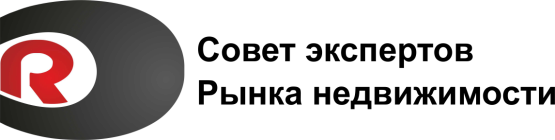 R
Совет экспертов
Рынка недвижимости